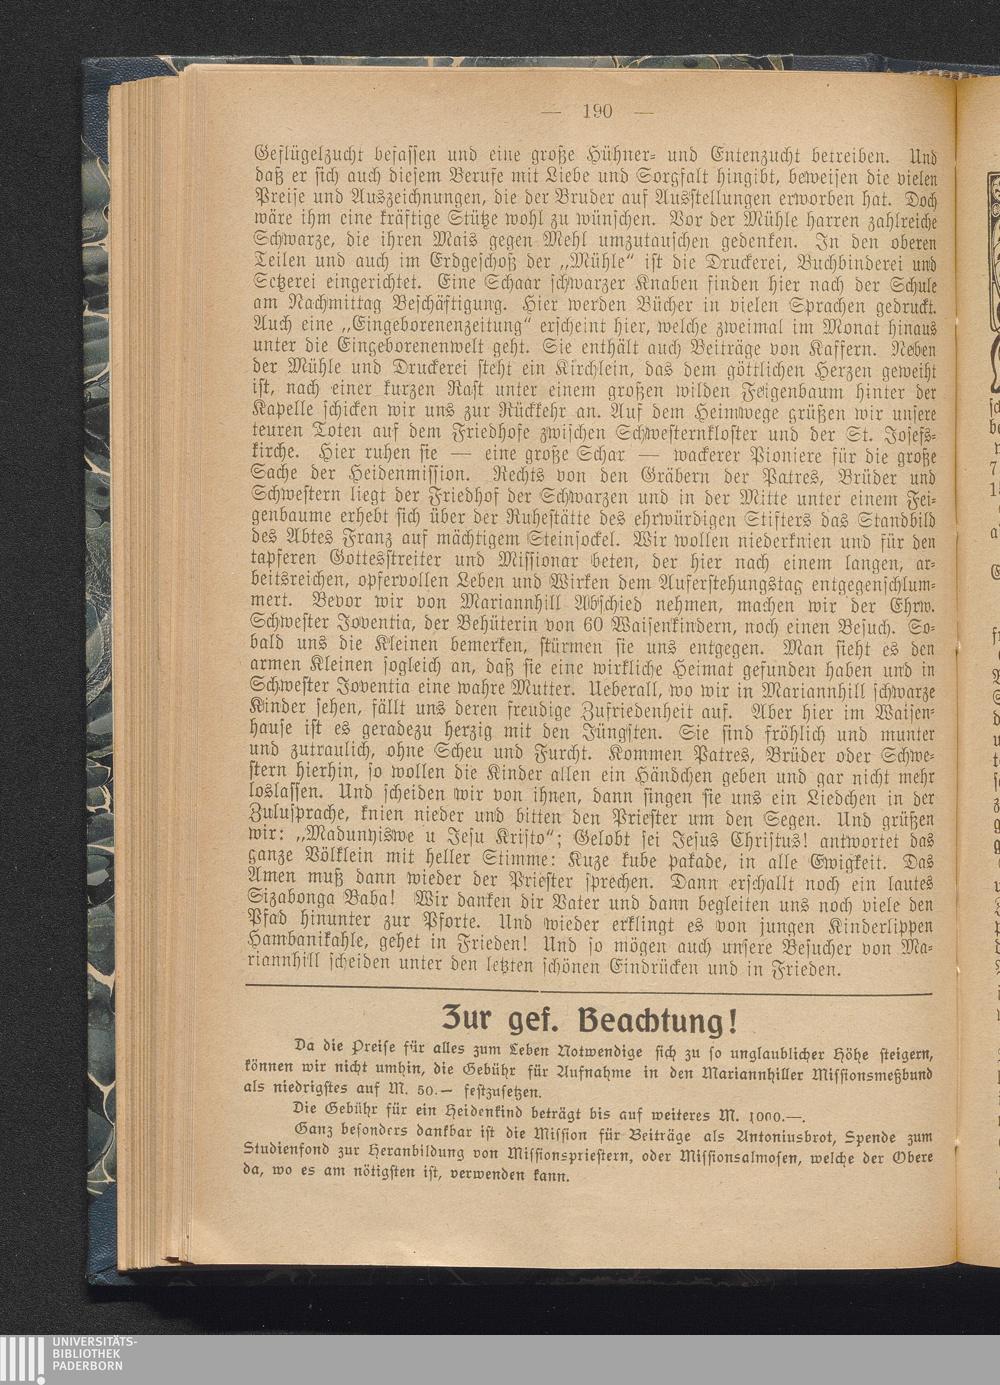 — 190 —
Geflügelzucht befassen und eine große Hühner- und Entenzucht betreiben. Und
daß er sich auch diesem Berufe mit Liebe und Sorgfalt hingibt, beweisen die vielen
Preise und Auszeichnungen, die der Bruder auf Ausstellungen erworben hat. Doch
wäre ihm eine kräftige Stütze wohl zu wünschen. Vor der Mühle harren zahlreiche
Schwarze, die ihren Mais gegen Mehl umzutauschen gedenken. In den oberen
Teilen und auch im Erdgeschoß der „Mühle“ ist die Druckerei, Buchbinderei und
Setzerei eingerichtet. Eine Schaar schwarzer Knaben finden hier nach der Schule
am Nachmittag Beschäftigung. Hier werden Bücher in vielen Sprachen gedruckt.
Auch eine „Eingeborenenzeitung“ erscheint hier, welche zweimal im Monat hinaus
unter die Eingeborenenwelt geht. Sie enthält auch Beiträge von Kaffern. Neben
der Mühle und Druckerei steht ein Kirchlein, das dem göttlichen Herzen geweiht
ist, nach einer kurzen Rast unter einem großen wilden Feigenbaum hinter der
Kapelle schicken wir uns zur Rückkehr an. Auf dem Heimwege grüßen wir unsere
teuren Toten auf dem Friedhofe zwischen Schwesternkloster und der St. Josefs-
kirche. Hier ruhen sie — eine große Schar — wackerer Pioniere für die große
Sache der Heidenmission. Rechts von den Gräbern der Patres, Brüder und
Schwestern liegt der Friedhof der Schwarzen und in der Mitte unter einem Fei-
genbaume erhebt sich über der Ruhestätte des ehrwürdigen Stifters das Standbild
des Abtes Franz auf mächtigem Steinsockel. Wir wollen niederknien und für den
tapferen Gottesstreiter und Missionar beten, der hier nach einem langen, ar-
beitsreichen, opfervollen Leben und Wirken dem Auferstehungstag entgegenschlum-
mert. Bevor wir von Mariannhill Abschied nehmen, machen wir der Ehrw.
Schwester Joventia, der Behüterin von 60 Waisenkindern, noch einen Besuch. So-
bald uns die Kleinen bemerken, stürmen sie uns entgegen. Man sieht es den
armen Kleinen sogleich an, daß sie eine wirkliche Heimat gefunden haben und in
Schwester Joventia eine wahre Mutter. Ueberall, wo wir in Mariannhill schwarze
Kinder sehen, fällt uns deren freudige Zufriedenheit auf. Aber hier im Waisen-
hause ist es geradezu herzig mit den Jüngsten. Sie sind fröhlich und munter
und zutraulich, ohne Scheu und Furcht. Kommen Patres, Brüder oder Schwe-
stern hierhin, so wollen die Kinder allen ein Händchen geben und gar nicht mehr
loslassen. Und scheiden wir von ihnen, dann singen sie uns ein Liedchen in der
Zulusprache, knien nieder und bitten den Priester um den Segen. Und grüßen
wir: „Madunyiswe u Jesu Kristo“; Gelobt sei Jesus Christus! antwortet das
ganze Völklein mit heller Stimme: Kuze kube pakade, in alle Ewigkeit. Das
Amen muß dann wieder der Priester sprechen. Dann erschallt noch ein lautes
Sizabonga Baba! Wir danken dir Vater und dann begleiten uns noch viele den
Pfad hinunter zur Pforte. Und wieder erklingt es von jungen Kinderlippen
Hambanikahle, gehet in Frieden! Und so mögen auch unsere Besucher von Ma-
riannhill scheiden unter den letzten schönen Eindrücken und in Frieden.
Zur gef. Beachtung!
Da die Preise für alles zum Leben Notwendige sich zu so unglaublicher Höhe steigern,
können wir nicht umhin, die Gebühr für Aufnahme in den Mariannhiller Missionsmeßbund
als niedrigstes auf M. 50.— festzusetzen.
Die Gebühr für ein Heidenkind beträgt bis auf weiteres M. 1000.—.
Ganz besonders dankbar ist die Mission für Beiträge als Antoniusbrot, Spende zum
Studienfond zur Heranbildung von Missionspriestern, oder Missionsalmosen, welche der Obere
da, wo es am nötigsten ist, verwenden kann.
UNIVERSITÄTS-
BIBLIOTHEK
PADERBORN